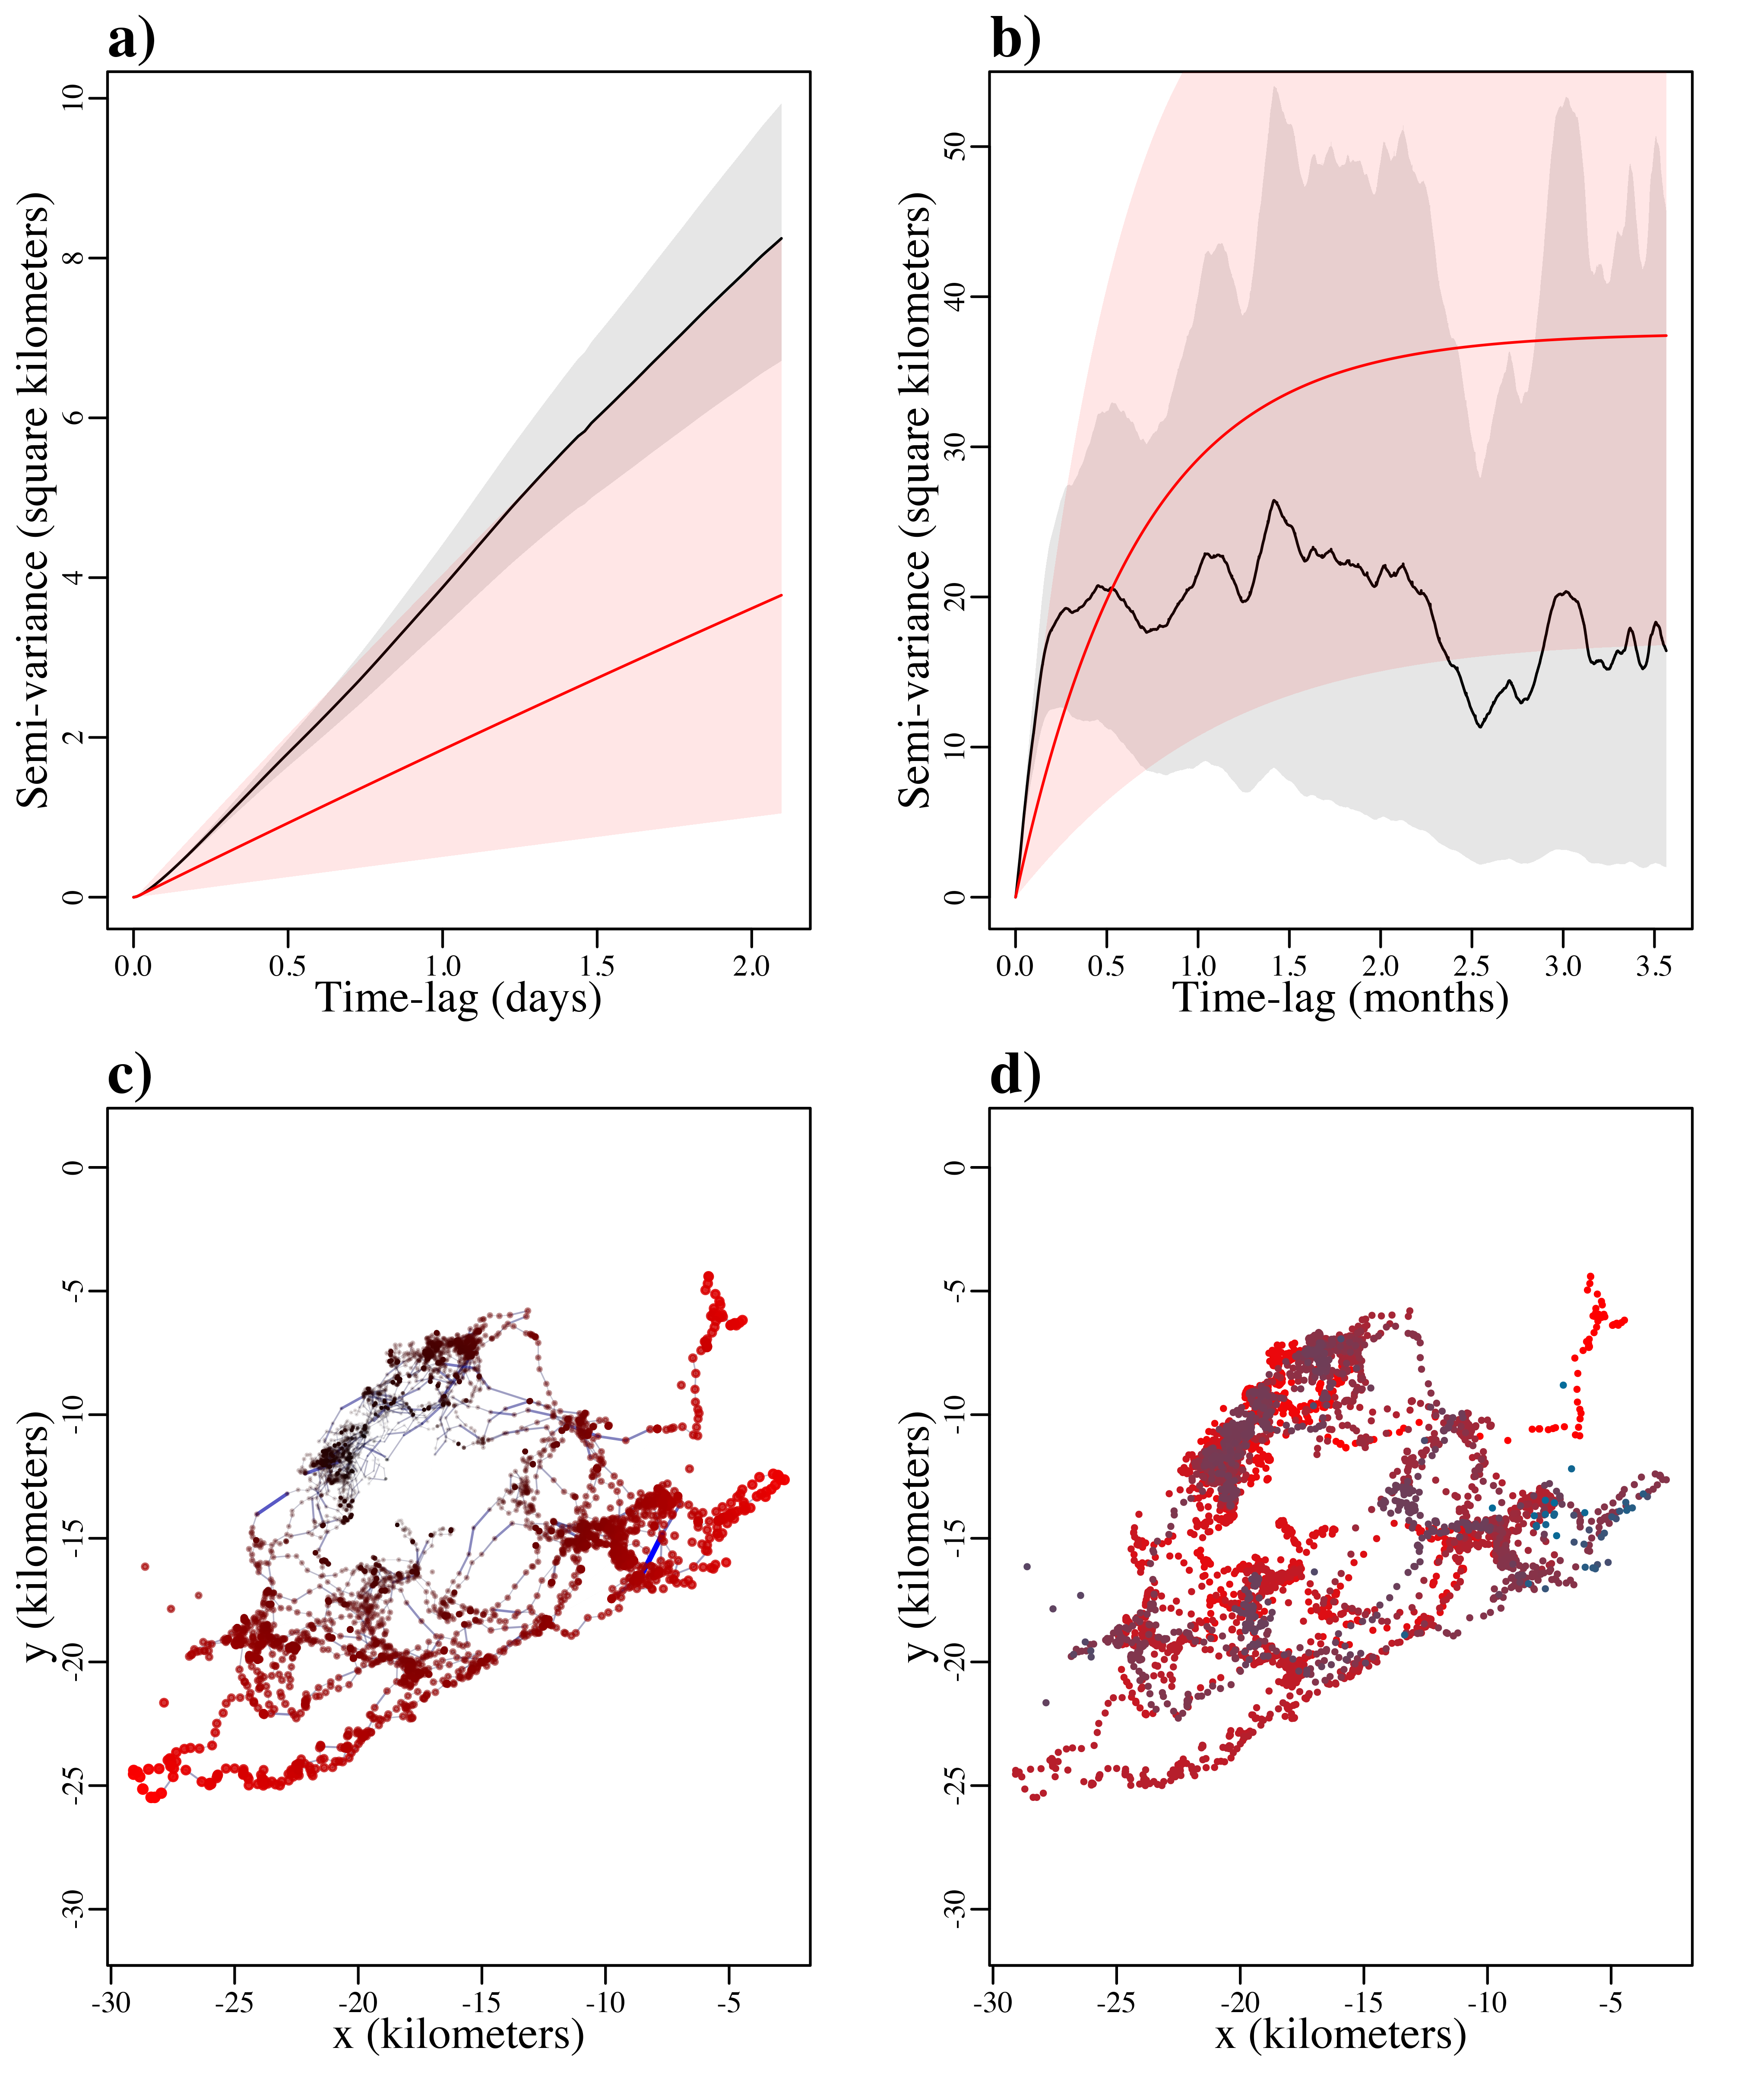 a)
Semi-variance (square kilometers)
0 2 4 6 8 10
0.0 0.5 1.0 1.5 2.0
Time-lag (days)
b)
Semi-variance (square kilometers)
0 10 20 30 40 50
0.0 0.5 1.0 1.5 2.0 2.5 3.0 3.5
Time-lag (months)
c)
y (kilometers)
-30 -25 -20 -15 -10 -5 0
-30 -25 -20 -15 -10 -5
x (kilometers)
d)
y (kilometers)
-30 -25 -20 -15 -10 -5 0
-30 -25 -20 -15 -10 -5
x (kilometers)